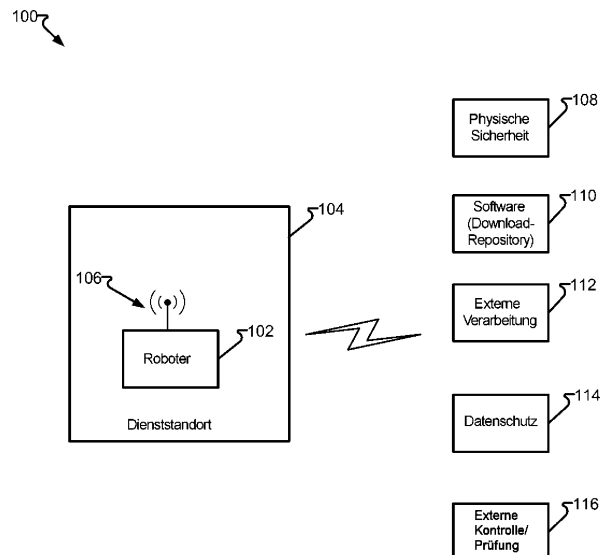 100
108
Physische
Sicherheit
110
Software
(Download-
Repository)
104
106
112
Externe
Verarbeitung
102
Roboter
114
Datenschutz
Dienststandort
116
Externe
Kontrolle/
Prüfung